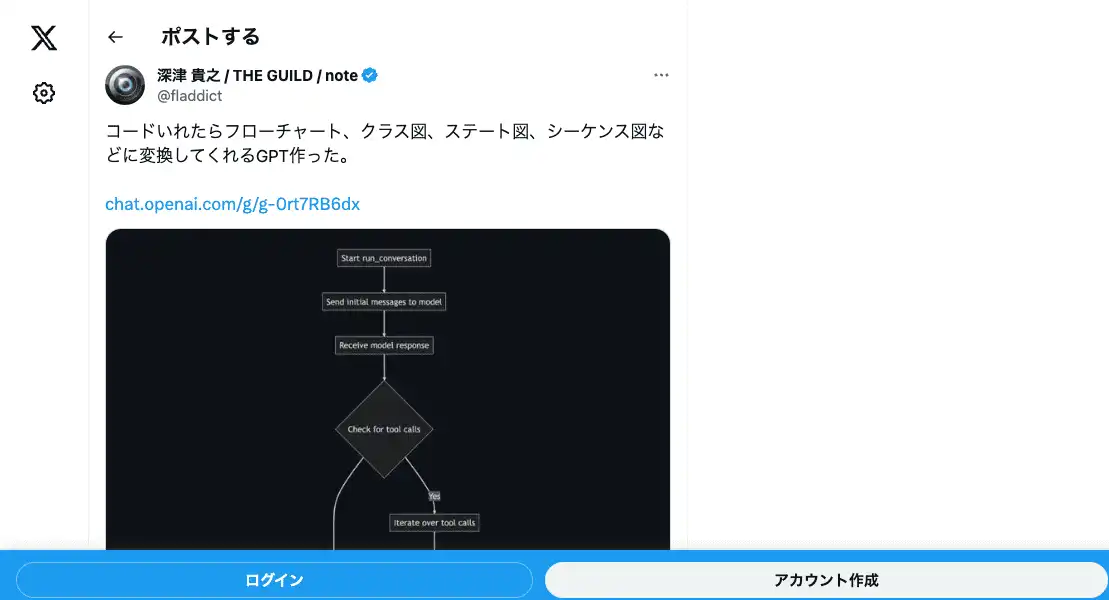 ポストする
深津 貴之 / THE GUILD / note
@fladdict
コードいれたらフローチャート、クラス図、ステート図、シーケンス図な
どに変換してくれるGPT作った。
chat.openai.com/g/g-0rt7RB6dx
Start run_conversation
Send initial messages to model
Receive model response
Check for tool calls
Yes
Iterate over tool calls
ログイン
アカウント作成